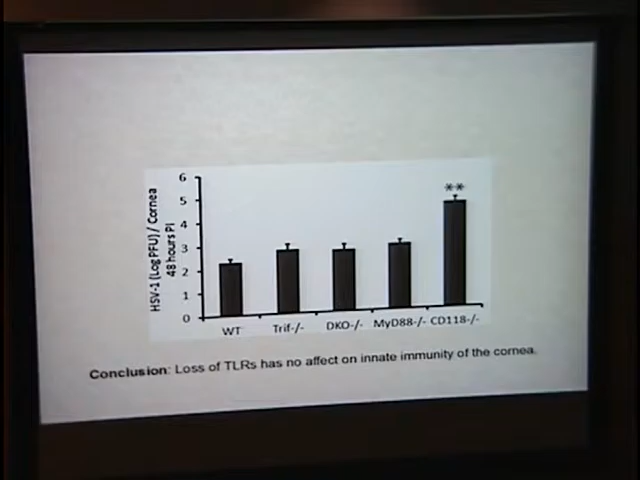 HSV-1 (Log PFU) / Cornea
48 hours PI
6
5
4
3
2
1
0
**
WT Trif-/- DKO-/- MyD88-/- CD118-/-
Conclusion: Loss of TLRs has no affect on innate immunity of the cornea.